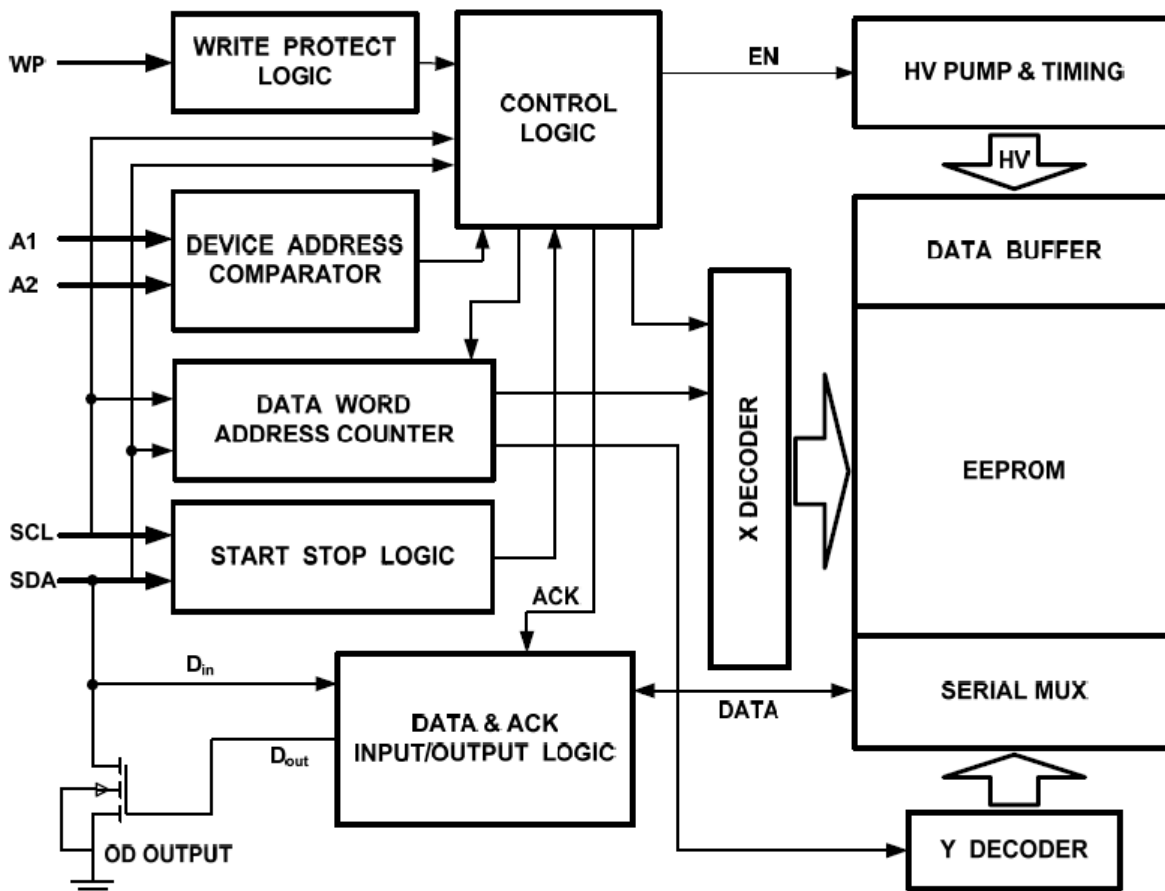 WP
WRITE PROTECT
LOGIC
CONTROL
LOGIC
EN
HV PUMP & TIMING
HV
A1
A2
DEVICE ADDRESS
COMPARATOR
DATA BUFFER
DATA WORD
ADDRESS COUNTER
X DECODER
EEPROM
SCL
SDA
START STOP LOGIC
ACK
Din
DATA & ACK
INPUT/OUTPUT LOGIC
Dout
DATA
SERIAL MUX
OD OUTPUT
Y DECODER